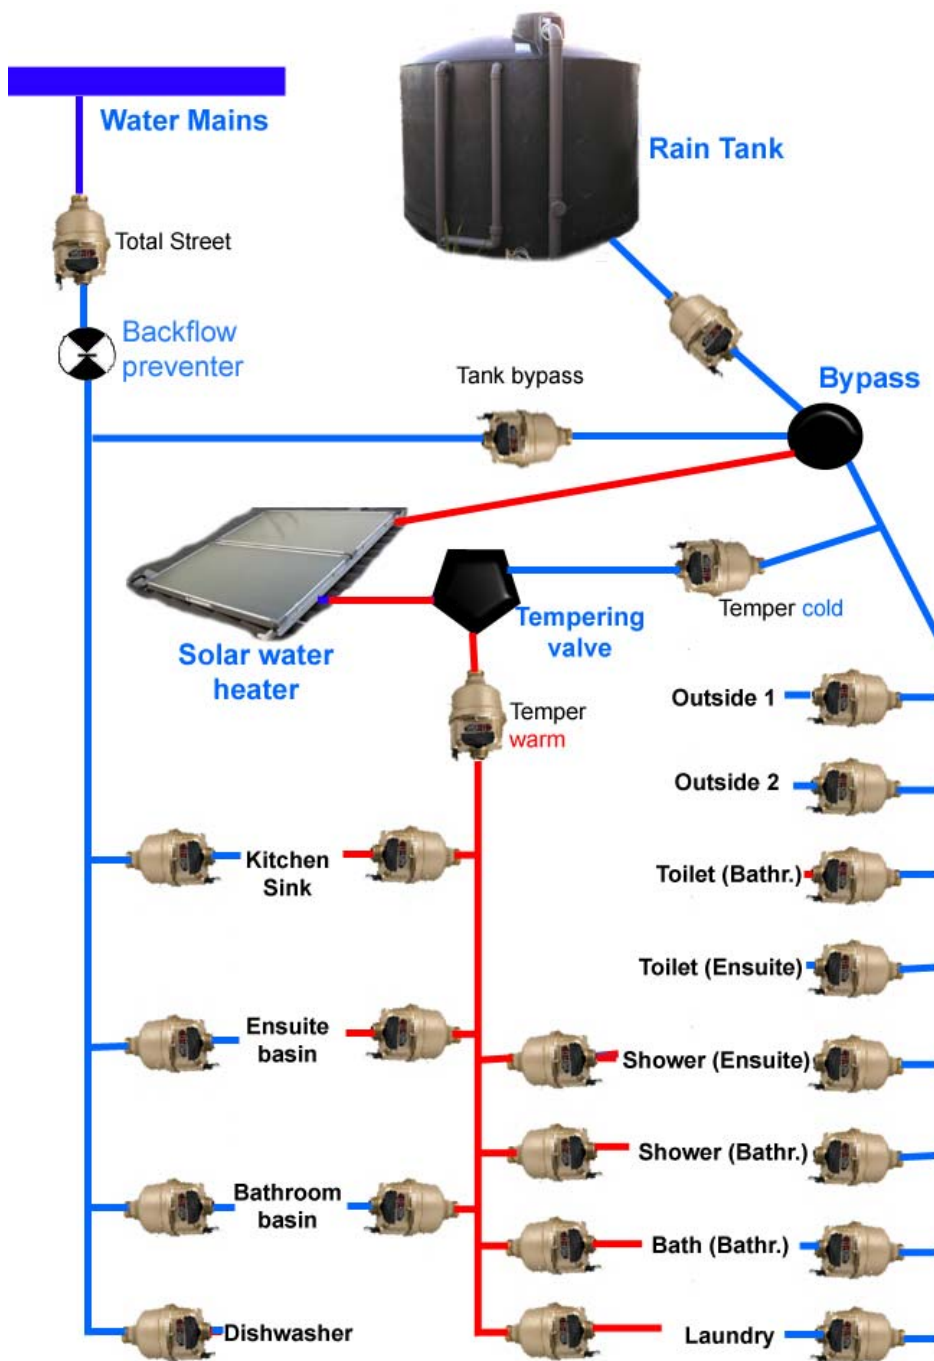 Water Mains
Rain Tank
Total Street
Backflow
preventer
Tank bypass
Bypass
Temper cold
Tempering
valve
Solar water
heater
Temper
warm
Outside 1
Outside 2
Kitchen
Sink
Toilet (Bathr.)
Toilet (Ensuite)
Ensuite
basin
Shower (Ensuite)
Shower (Bathr.)
Bathroom
basin
Bath (Bathr.)
Dishwasher
Laundry